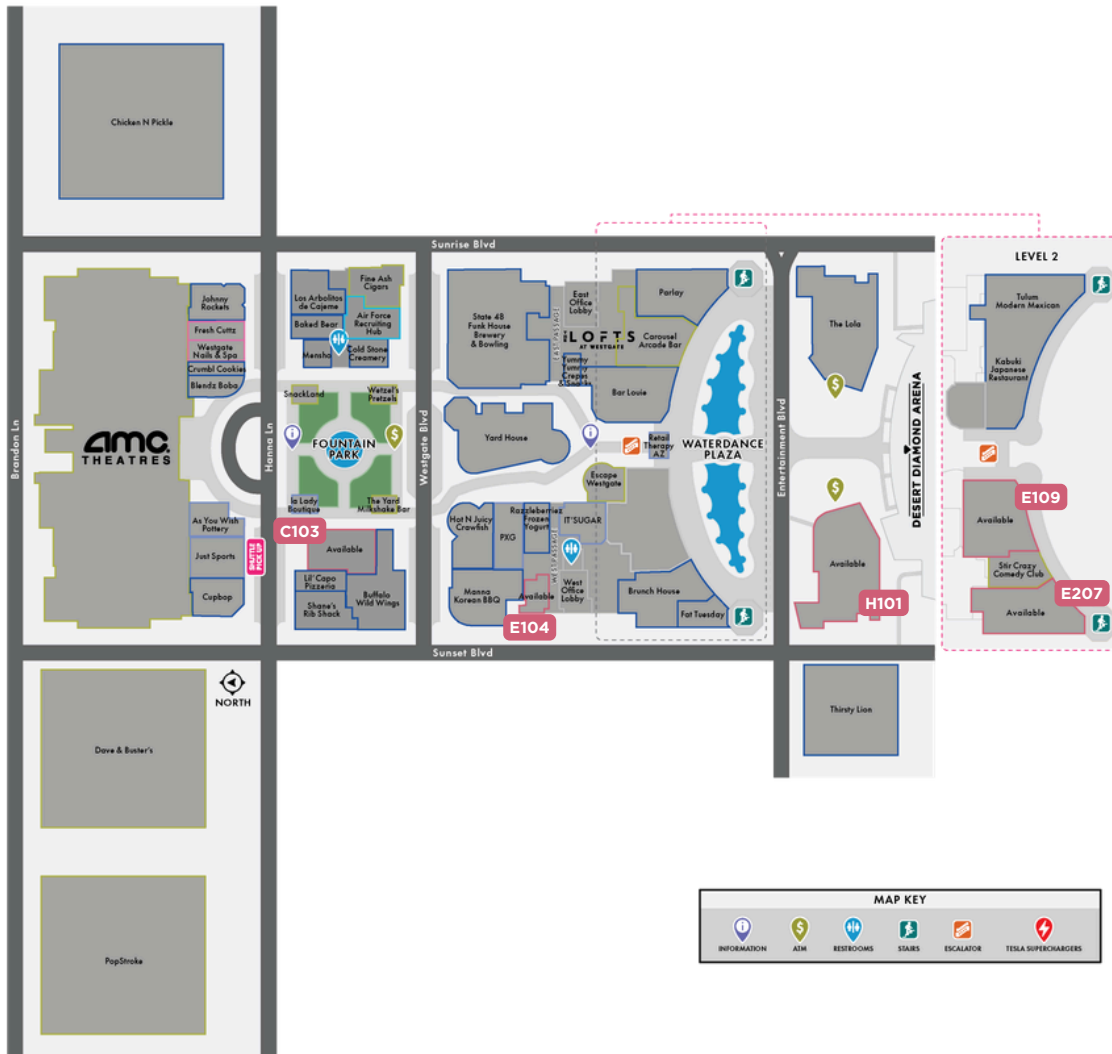 Chicken N Pickle
Sunrise Blvd
Brandon Ln
Hanna Ln
Westgate Blvd
Entertainment Blvd
Sunset Blvd
amc
THEATRES
Johnny
Rockets
Fresh Cuttz
Westgate
Nails & Spa
Crumbl Cookies
Blendz Boba
As You Wish
Pottery
Just Sports
Cupbop
SHUTTLE
PICK UP
Fine Ash
Cigars
Los Arbolitos
de Cajeme
Air Force
Recruiting
Hub
Baked Bear
Mensha
Cold Stone
Creamery
SnackLand
Wetzel's
Pretzels
FOUNTAIN
PARK
la Lady
Boutique
The Yard
Milkshake Bar
C103
Available
Lil' Capo
Pizzeria
Shane's
Rib Shack
Buffalo
Wild Wings
State 48
Funk House
Brewery
& Bowling
EAST PASSAGE
East
Office
Lobby
LOFTS
AT WESTGATE
Parlay
Carousel
Arcade Bar
Yummy
Tummy
Crepes
& Snacks
Bar Louie
Yard House
Retail
Therapy
AZ
WATERDANCE
PLAZA
Escape
Westgate
Hot N Juicy
Crawfish
PXG
Razzleberriez
Frozen
Yogurt
IT'SUGAR
WEST PASSAGE
West
Office
Lobby
Manna
Korean BBQ
Available
E104
Brunch House
Fat Tuesday
The Lola
DESERT DIAMOND ARENA
Available
H101
Thirsty Lion
LEVEL 2
Tulum
Modern Mexican
Kabuki
Japanese
Restaurant
E109
Available
Stir Crazy
Comedy Club
E207
Available
NORTH
Dave & Buster's
PopStroke
MAP KEY
INFORMATION
ATM
RESTROOMS
STAIRS
ESCALATOR
TESLA SUPERCHARGERS